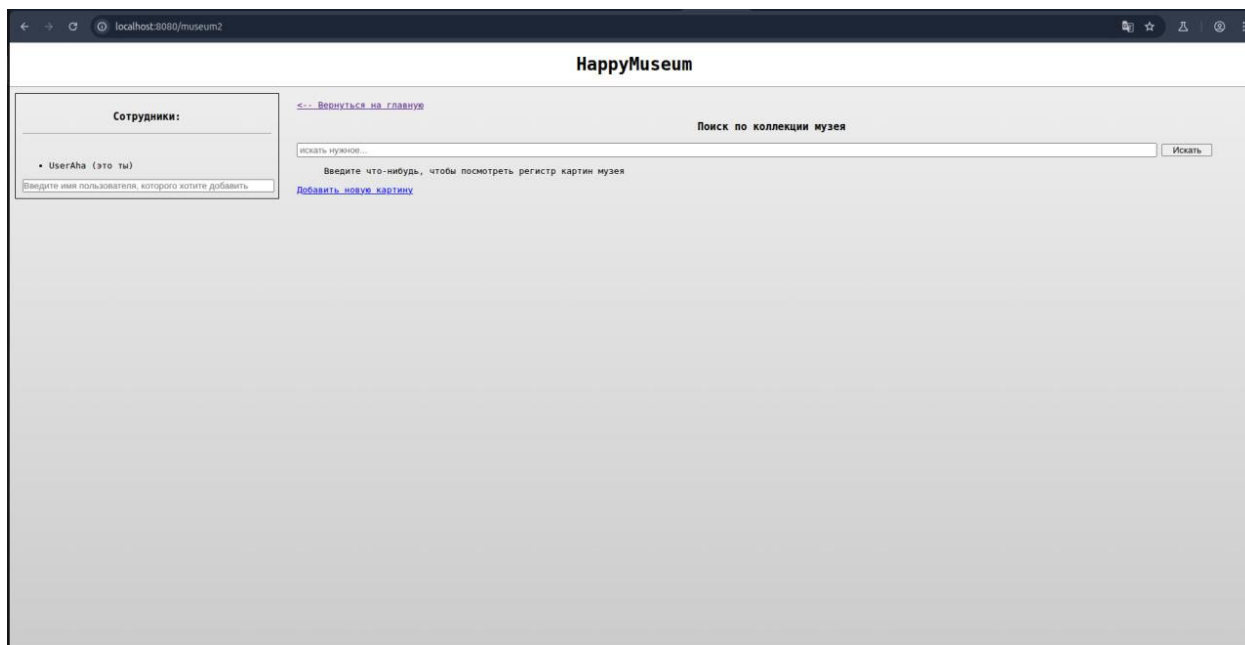 localhost:8080/museum2
HappyMuseum
Сотрудники:
• UserAha (это ты)
Введите имя пользователя, которого хотите добавить
<-- Вернуться на главную
Поиск по коллекции музея
искать нужное...
Искать
Введите что-нибудь, чтобы посмотреть регистр картин музея
Добавить новую картину